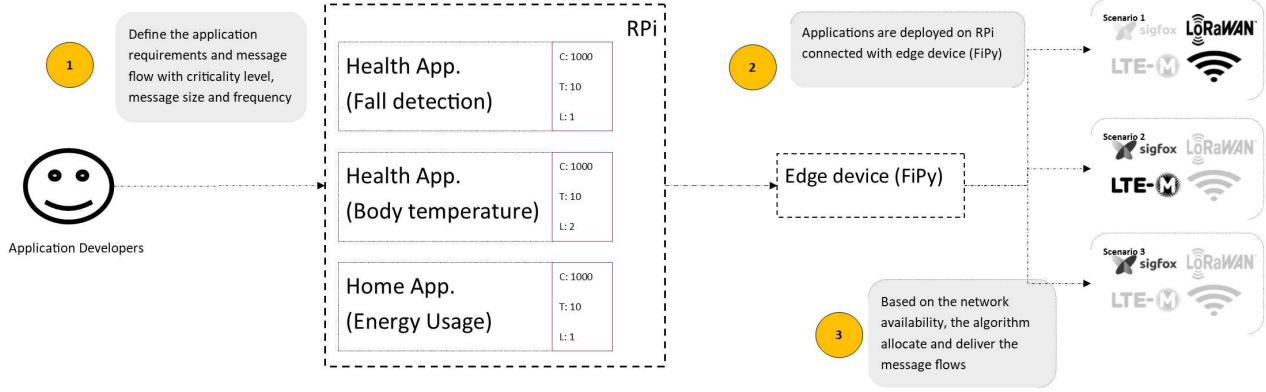 1
Define the application
requirements and message
flow with criticality level,
message size and frequency
Application Developers
RPi
Health App.
(Fall detection)
C: 1000
T: 10
L: 1
Health App.
(Body temperature)
C: 1000
T: 10
L: 2
Home App.
(Energy Usage)
C: 1000
T: 10
L: 1
2
Applications are deployed on RPi
connected with edge device (FiPy)
Edge device (FiPy)
3
Based on the network
availability, the algorithm
allocate and deliver the
message flows
Scenario 1
sigfox LoRaWAN
LTE-M
Scenario 2
sigfox LoRaWAN
LTE-M
Scenario 3
sigfox LoRaWAN
LTE-M